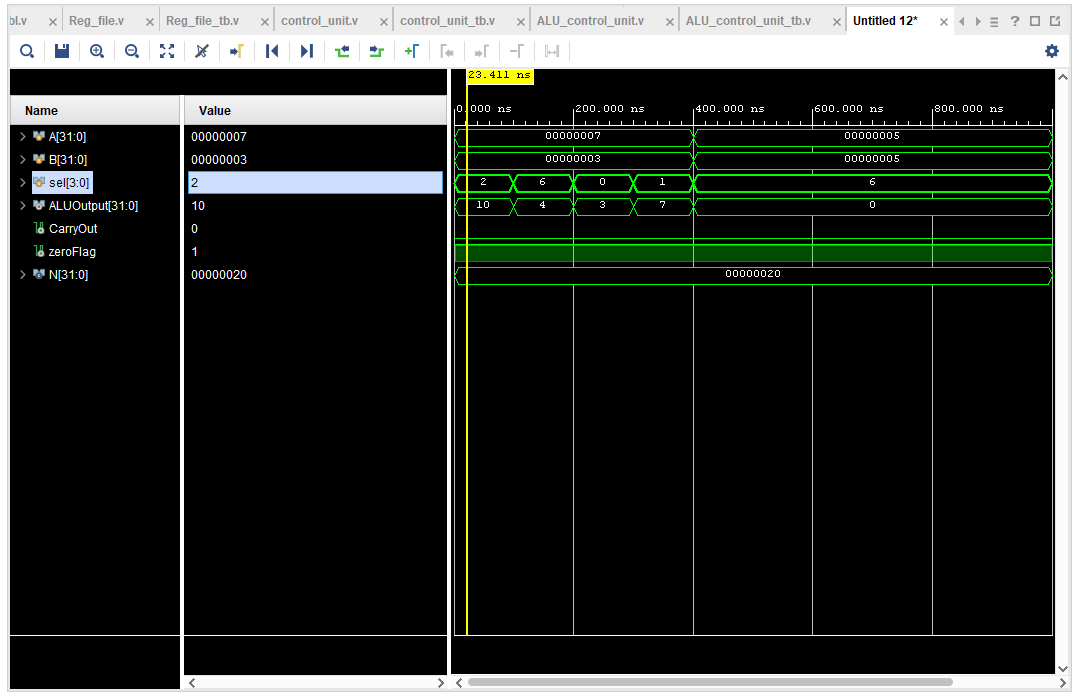 bl.v Reg_file.v Reg_file_tb.v control_unit.v control_unit_tb.v ALU_control_unit.v ALU_control_unit_tb.v Untitled 12*
23.411 ns
Name Value
0.000 ns 200.000 ns 400.000 ns 600.000 ns 800.000 ns
A[31:0] 00000007 00000007 00000005
B[31:0] 00000003 00000003 00000005
sel[3:0] 2 2 6 0 1 6
ALUOutput[31:0] 10 10 4 3 7 0
CarryOut 0
zeroFlag 1
N[31:0] 00000020 00000020